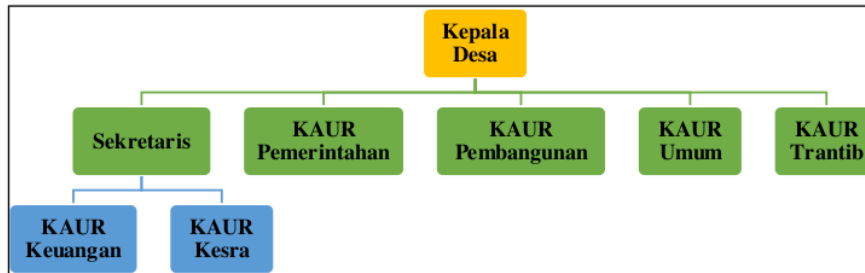 Kepala
Desa
Sekretaris
KAUR
Pemerintahan
KAUR
Pembangunan
KAUR
Umum
KAUR
Trantib
KAUR
Keuangan
KAUR
Kesra